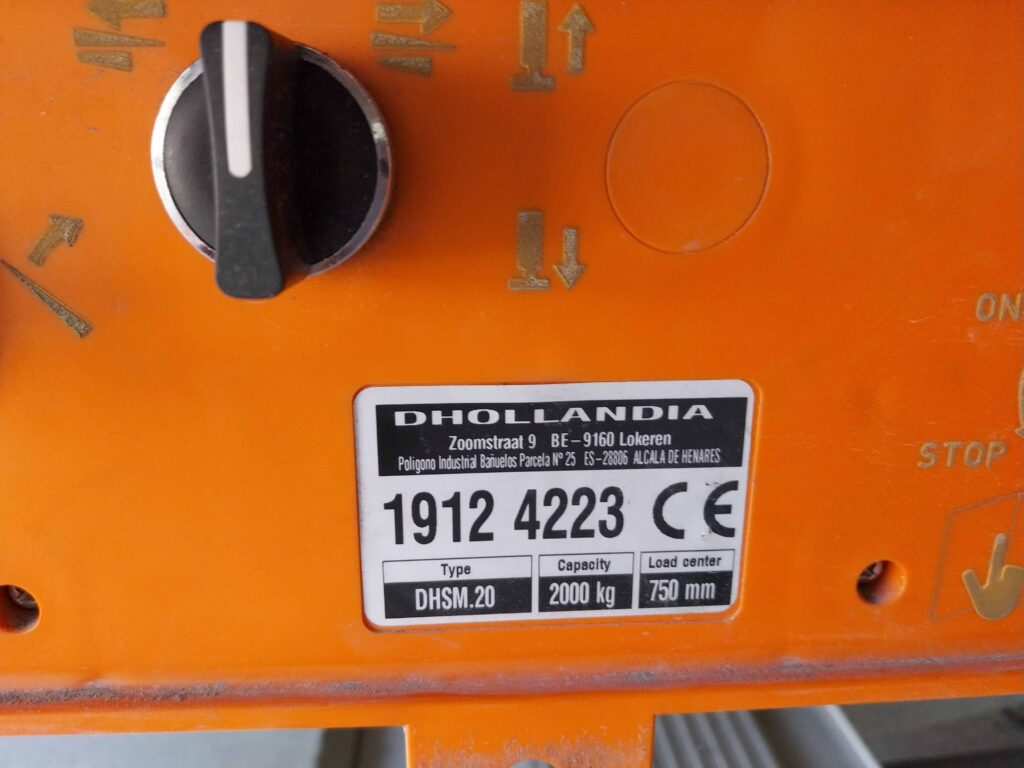 ON
STOP
DHOLLANDIA
Zoomstraat 9 BE-9160 Lokeren
Poligono Industrial Bañuelos Parcela Nº 25 ES-28806 ALCALA DE HENARES
1912 4223 CE
Type Capacity Load center
DHSM.20 2000 kg 750 mm